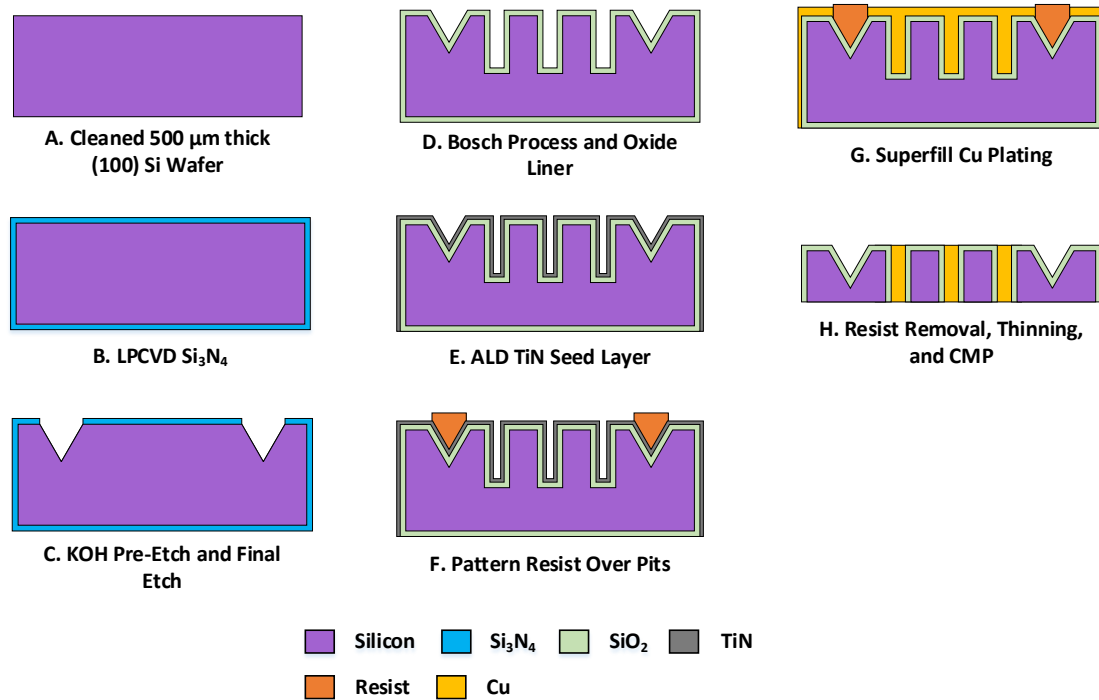 A. Cleaned 500 µm thick
(100) Si Wafer
B. LPCVD Si₃N₄
C. KOH Pre-Etch and Final
Etch
D. Bosch Process and Oxide
Liner
E. ALD TiN Seed Layer
F. Pattern Resist Over Pits
G. Superfill Cu Plating
H. Resist Removal, Thinning,
and CMP
Silicon
Si₃N₄
SiO₂
TiN
Resist
Cu